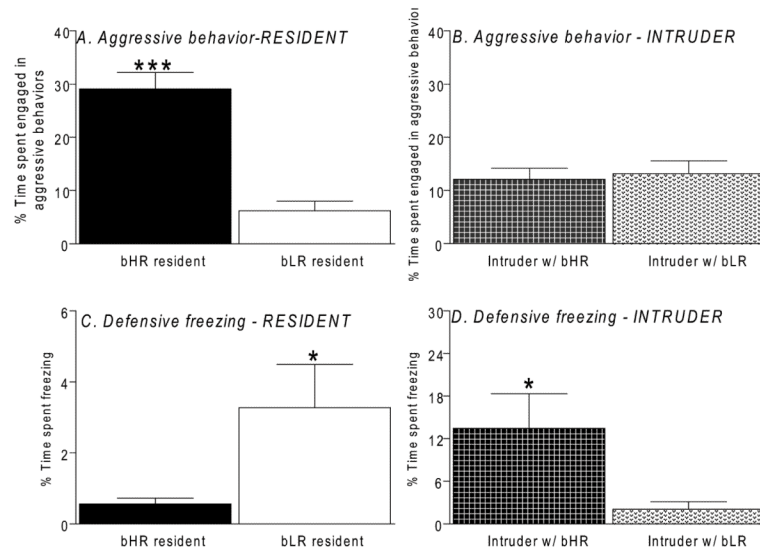 A. Aggressive behavior-RESIDENT
% Time spent engaged in
aggressive behaviors
40
30
20
10
0
***
bHR resident
bLR resident
B. Aggressive behavior - INTRUDER
% Time spent engaged in aggressive behavior
40
30
20
10
0
Intruder w/ bHR
Intruder w/ bLR
C. Defensive freezing - RESIDENT
% Time spent freezing
6
4
2
0
*
bHR resident
bLR resident
D. Defensive freezing - INTRUDER
% Time spent freezing
30
24
18
12
6
0
*
Intruder w/ bHR
Intruder w/ bLR